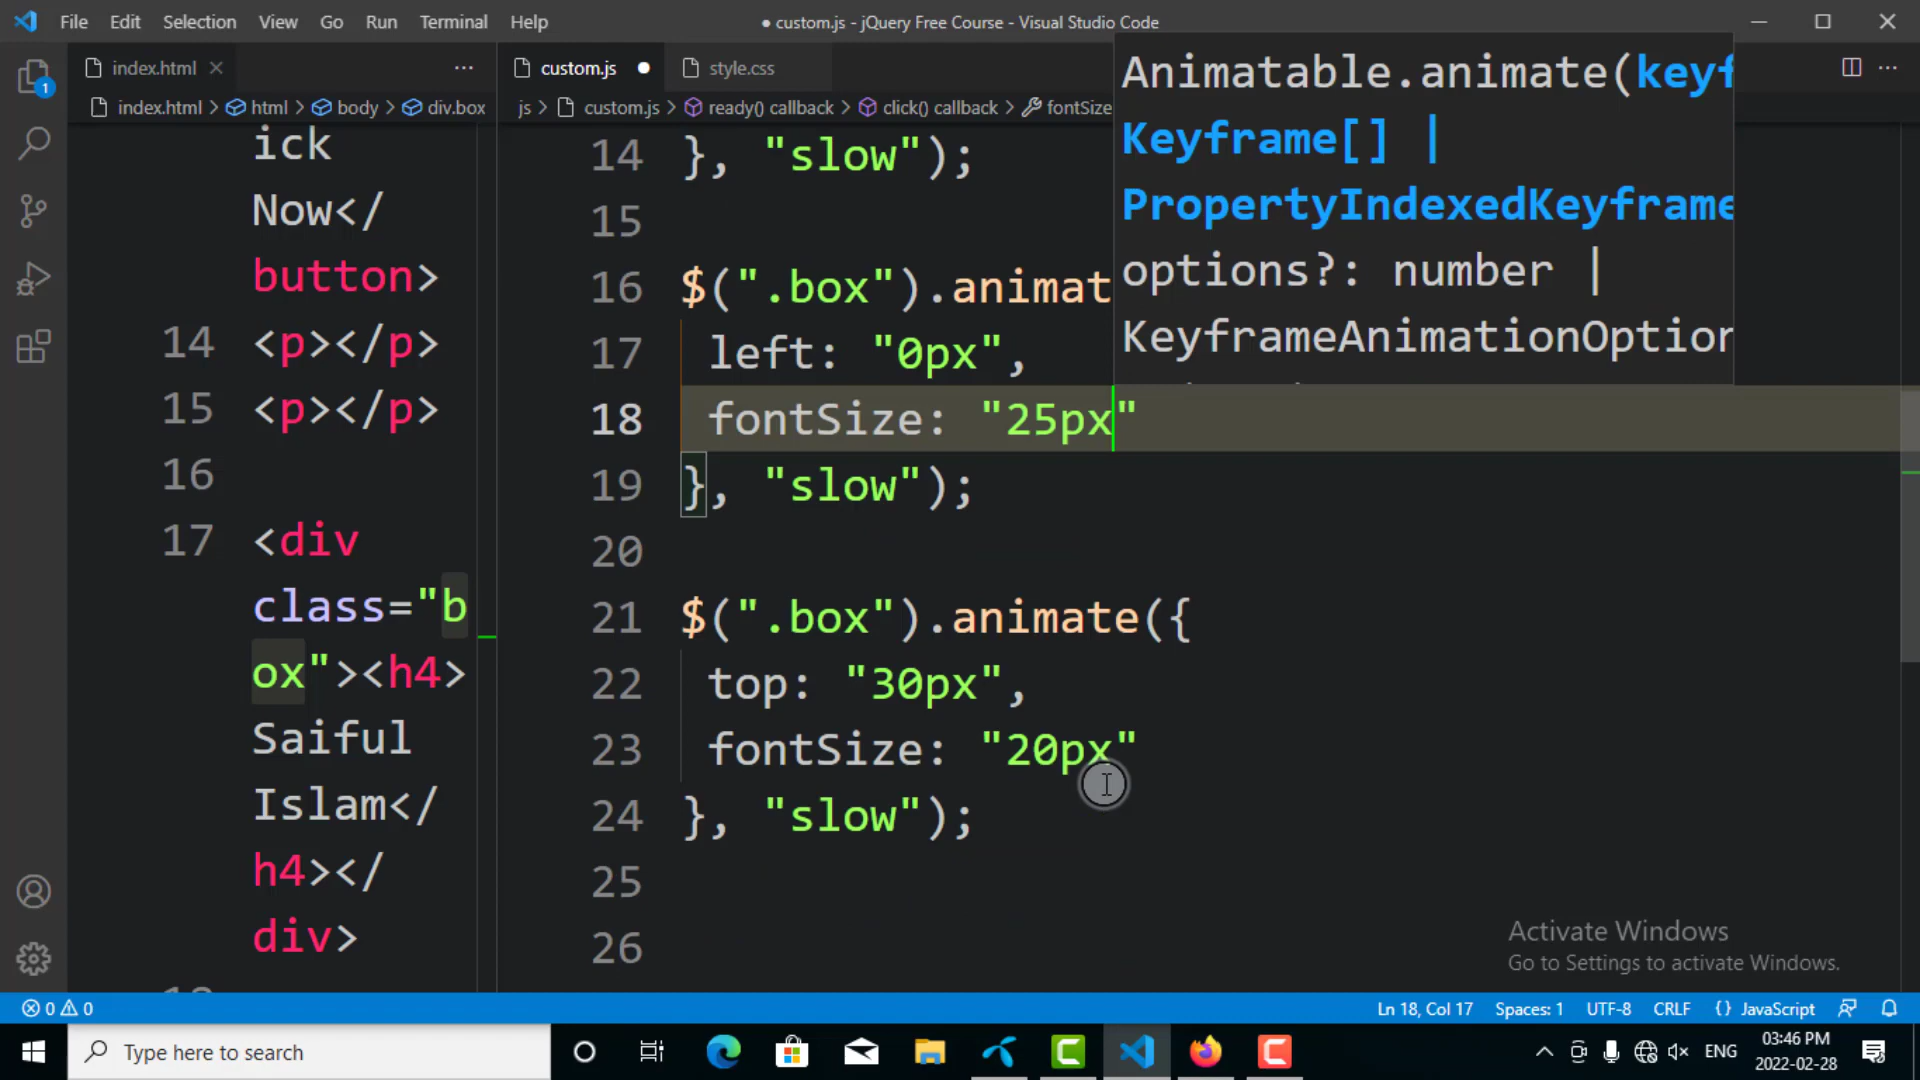 File Edit Selection View Go Run Terminal Help
● custom.js - jQuery Free Course - Visual Studio Code
index.html
custom.js
style.css
index.html > html > body > div.box
js > custom.js > ready() callback > click() callback > fontSize
ick
Now</
button>
14 <p></p>
15 <p></p>
16
17 <div
class="b
ox"><h4>
Saiful
Islam</
h4></
div>
14 }, "slow");
15
16 $(".box").animat
17 left: "0px",
18 fontSize: "25px"
19 }, "slow");
20
21 $(".box").animate({
22 top: "30px",
23 fontSize: "20px"
24 }, "slow");
25
26
Animatable.animate(keyf
Keyframe[] |
PropertyIndexedKeyframe
options?: number |
KeyframeAnimationOption
1
Activate Windows
Go to Settings to activate Windows.
0 0
Ln 18, Col 17 Spaces: 1 UTF-8 CRLF {} JavaScript
Type here to search
ENG
03:46 PM
2022-02-28